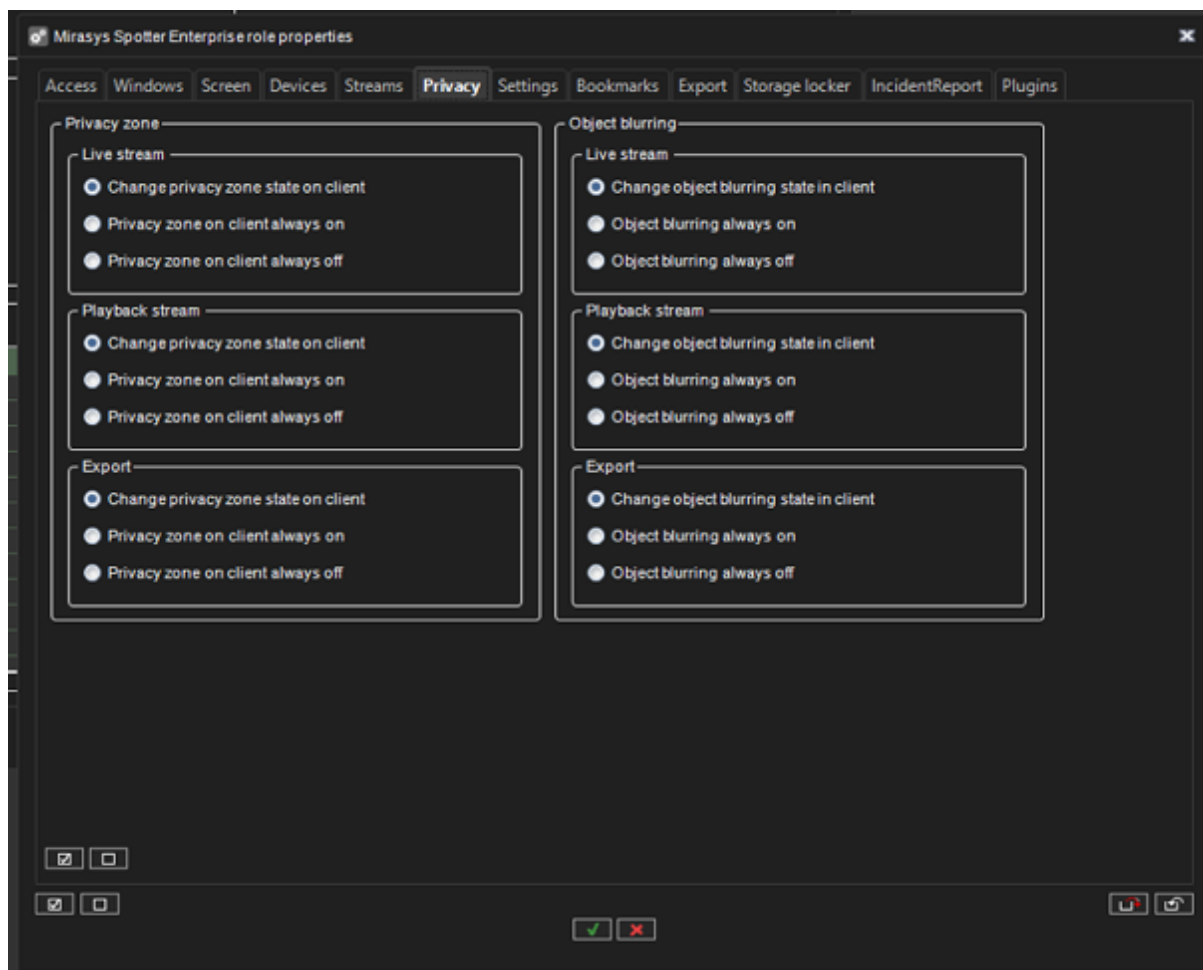 Mirasys Spotter Enterprise role properties
Access Windows Screen Devices Streams Privacy Settings Bookmarks Export Storage locker IncidentReport Plugins
Privacy zone
Live stream
Change privacy zone state on client
Privacy zone on client always on
Privacy zone on client always off
Playback stream
Change privacy zone state on client
Privacy zone on client always on
Privacy zone on client always off
Export
Change privacy zone state on client
Privacy zone on client always on
Privacy zone on client always off
Object blurring
Live stream
Change object blurring state in client
Object blurring always on
Object blurring always off
Playback stream
Change object blurring state in client
Object blurring always on
Object blurring always off
Export
Change object blurring state in client
Object blurring always on
Object blurring always off